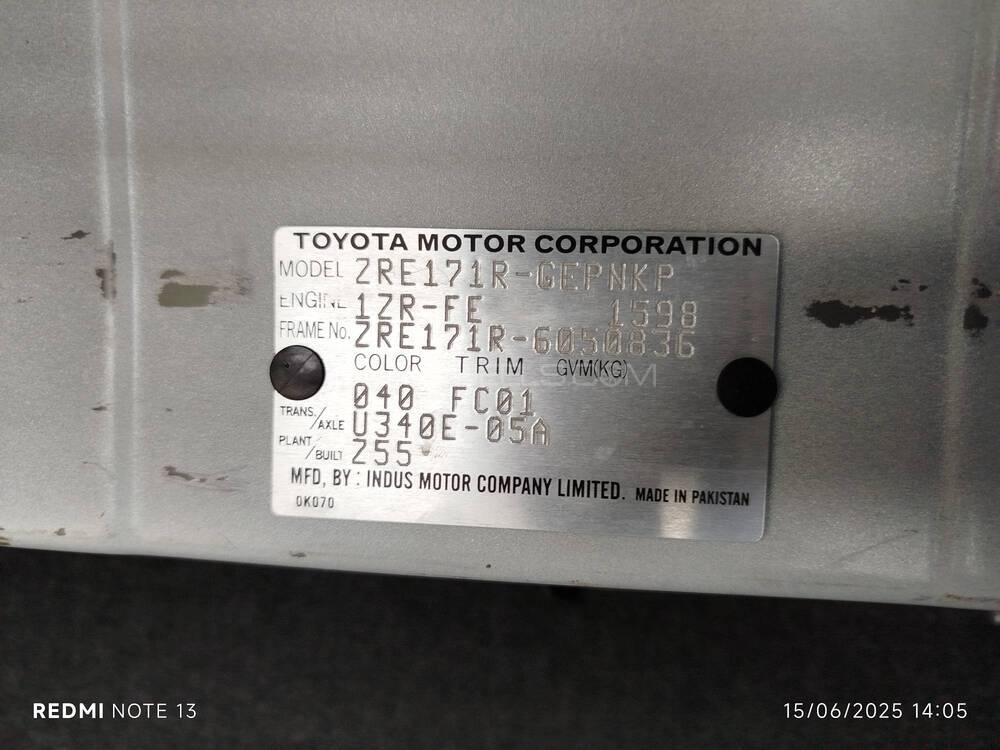 TOYOTA MOTOR CORPORATION
MODEL ZRE171R-GEPNKP
ENGINE 1ZR-FE 1598
FRAME No. ZRE171R-6050836
COLOR TRIM GVM(KG)
040 FC01
TRANS./AXLE U340E-05A
PLANT/BUILT Z55
MFD, BY : INDUS MOTOR COMPANY LIMITED. MADE IN PAKISTAN
0K070
REDMI NOTE 13
15/06/2025 14:05